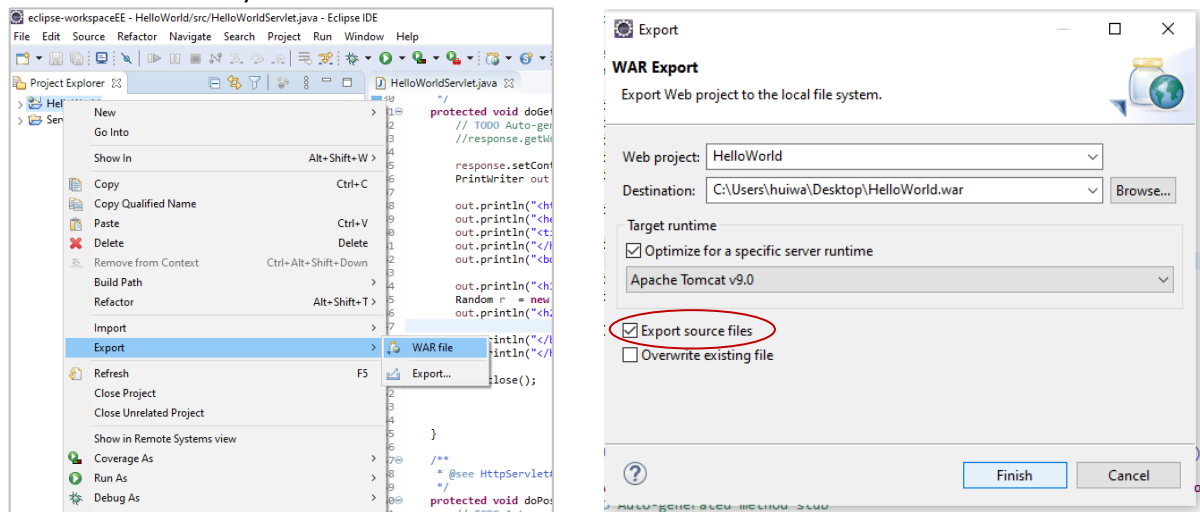 eclipse-workspaceEE - HelloWorld/src/HelloWorldServlet.java - Eclipse IDE
File Edit Source Refactor Navigate Search Project Run Window Help
Project Explorer
HelloWorldServlet.java
New
Go Into
Show In Alt+Shift+W >
Copy Ctrl+C
Copy Qualified Name
Paste Ctrl+V
Delete Delete
Remove from Context Ctrl+Alt+Shift+Down
Build Path >
Refactor Alt+Shift+T >
Import >
Export >
Refresh F5
Close Project
Close Unrelated Project
Show in Remote Systems view
Coverage As >
Run As >
Debug As >
WAR file
Export...
*/
protected void doGet
// TODO Auto-gen
//response.getW
response.setCont
PrintWriter out
out.println("<ht
out.println("<he
out.println("<ti
out.println("</h
out.println("<bo
out.println("<h1
Random r = new
out.println("<h2
intln("</b
intln("</h
lose();
}
/**
* @see HttpServlet#
*/
protected void doPos
Export
WAR Export
Export Web project to the local file system.
Web project: HelloWorld
Destination: C:\Users\huiwa\Desktop\HelloWorld.war Browse...
Target runtime
Optimize for a specific server runtime
Apache Tomcat v9.0
Export source files
Overwrite existing file
Finish Cancel
Auto-generated method stub